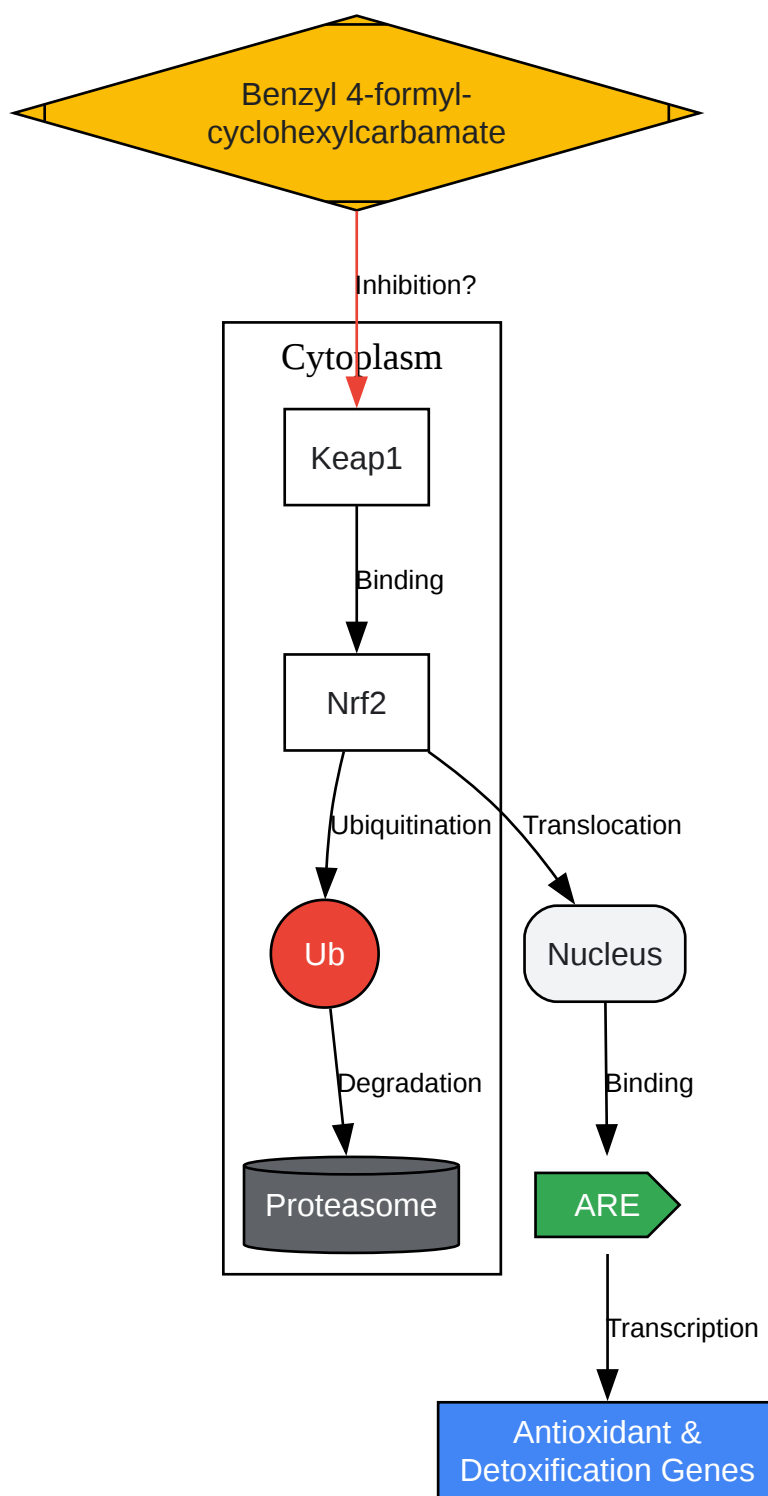 Benzyl 4-formyl-
cyclohexylcarbamate
Inhibition?
Cytoplasm
Keap1
Binding
Nrf2
Ubiquitination
Translocation
Ub
Nucleus
Degradation
Binding
Proteasome
ARE
Transcription
Antioxidant &
Detoxification Genes